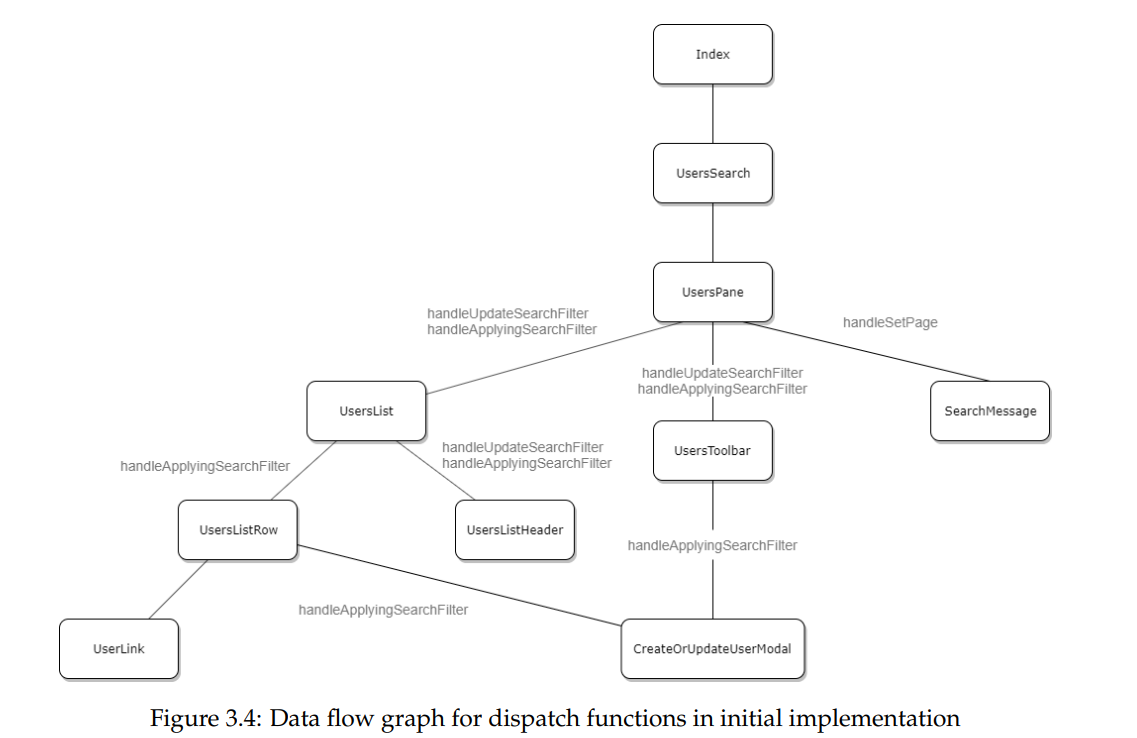 Index
UsersSearch
UsersPane
handleUpdateSearchFilter
handleApplyingSearchFilter
handleSetPage
handleUpdateSearchFilter
handleApplyingSearchFilter
UsersList
SearchMessage
UsersToolbar
handleUpdateSearchFilter
handleApplyingSearchFilter
handleApplyingSearchFilter
UsersListRow
UsersListHeader
handleApplyingSearchFilter
handleApplyingSearchFilter
UserLink
CreateOrUpdateUserModal
Figure 3.4: Data flow graph for dispatch functions in initial implementation